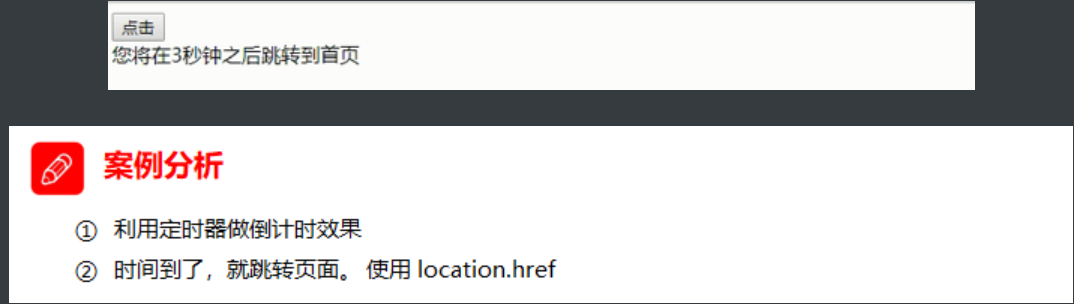 点击
您将在3秒钟之后跳转到首页
案例分析
① 利用定时器做倒计时效果
② 时间到了，就跳转页面。 使用 location.href